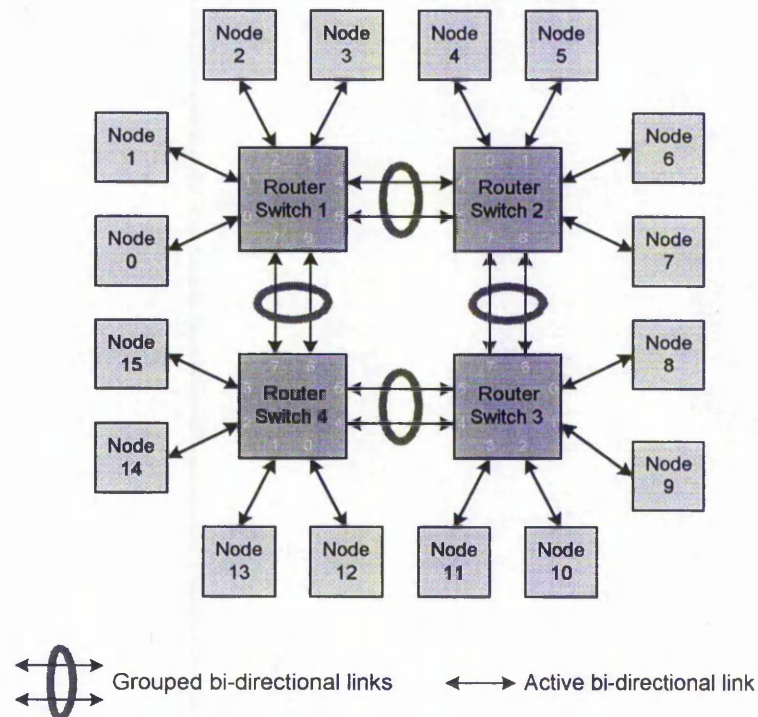 Node
2
Node
3
Node
4
Node
5
Node
1
Node
6
Router
Switch 1
Router
Switch 2
Node
0
Node
7
Node
15
Node
8
Router
Switch 4
Router
Switch 3
Node
14
Node
9
Node
13
Node
12
Node
11
Node
10
Grouped bi-directional links
Active bi-directional link